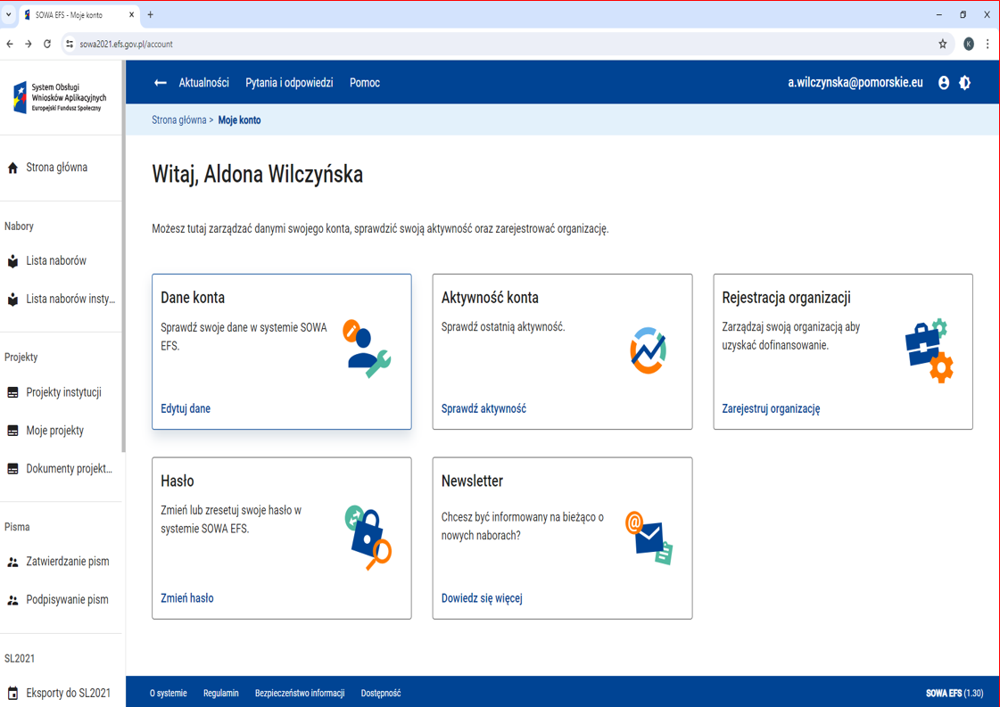 SOWA EFS - Moje konto
sowa2021.efs.gov.pl/account
K
System Obsługi
Wniosków Aplikacyjnych
Europejski Fundusz Społeczny
Aktualności Pytania i odpowiedzi Pomoc
a.wilczynska@pomorskie.eu
Strona główna > Moje konto
Strona główna
Nabory
Lista naborów
Lista naborów insty...
Projekty
Projekty instytucji
Moje projekty
Dokumenty projekt...
Pisma
Zatwierdzanie pism
Podpisywanie pism
SL2021
Eksporty do SL2021
Witaj, Aldona Wilczyńska
Możesz tutaj zarządzać danymi swojego konta, sprawdzić swoją aktywność oraz zarejestrować organizację.
Dane konta
Sprawdź swoje dane w systemie SOWA
EFS.
Edytuj dane
Aktywność konta
Sprawdź ostatnią aktywność.
Sprawdź aktywność
Rejestracja organizacji
Zarządzaj swoją organizacją aby
uzyskać dofinansowanie.
Zarejestruj organizację
Hasło
Zmień lub zresetuj swoje hasło w
systemie SOWA EFS.
Zmień hasło
Newsletter
Chcesz być informowany na bieżąco o
nowych naborach?
@
Dowiedz się więcej
O systemie Regulamin Bezpieczeństwo informacji Dostępność
SOWA EFS (1.30)